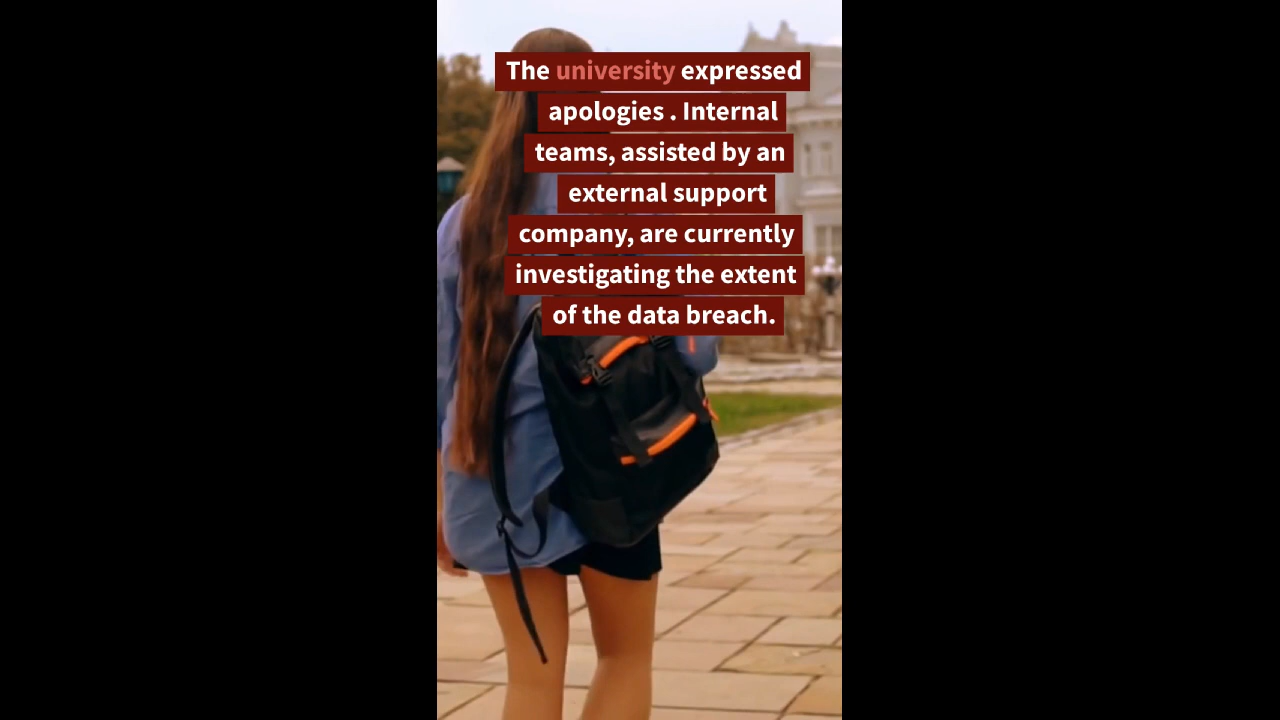 The university expressed
apologies . Internal
teams, assisted by an
external support
company, are currently
investigating the extent
of the data breach.